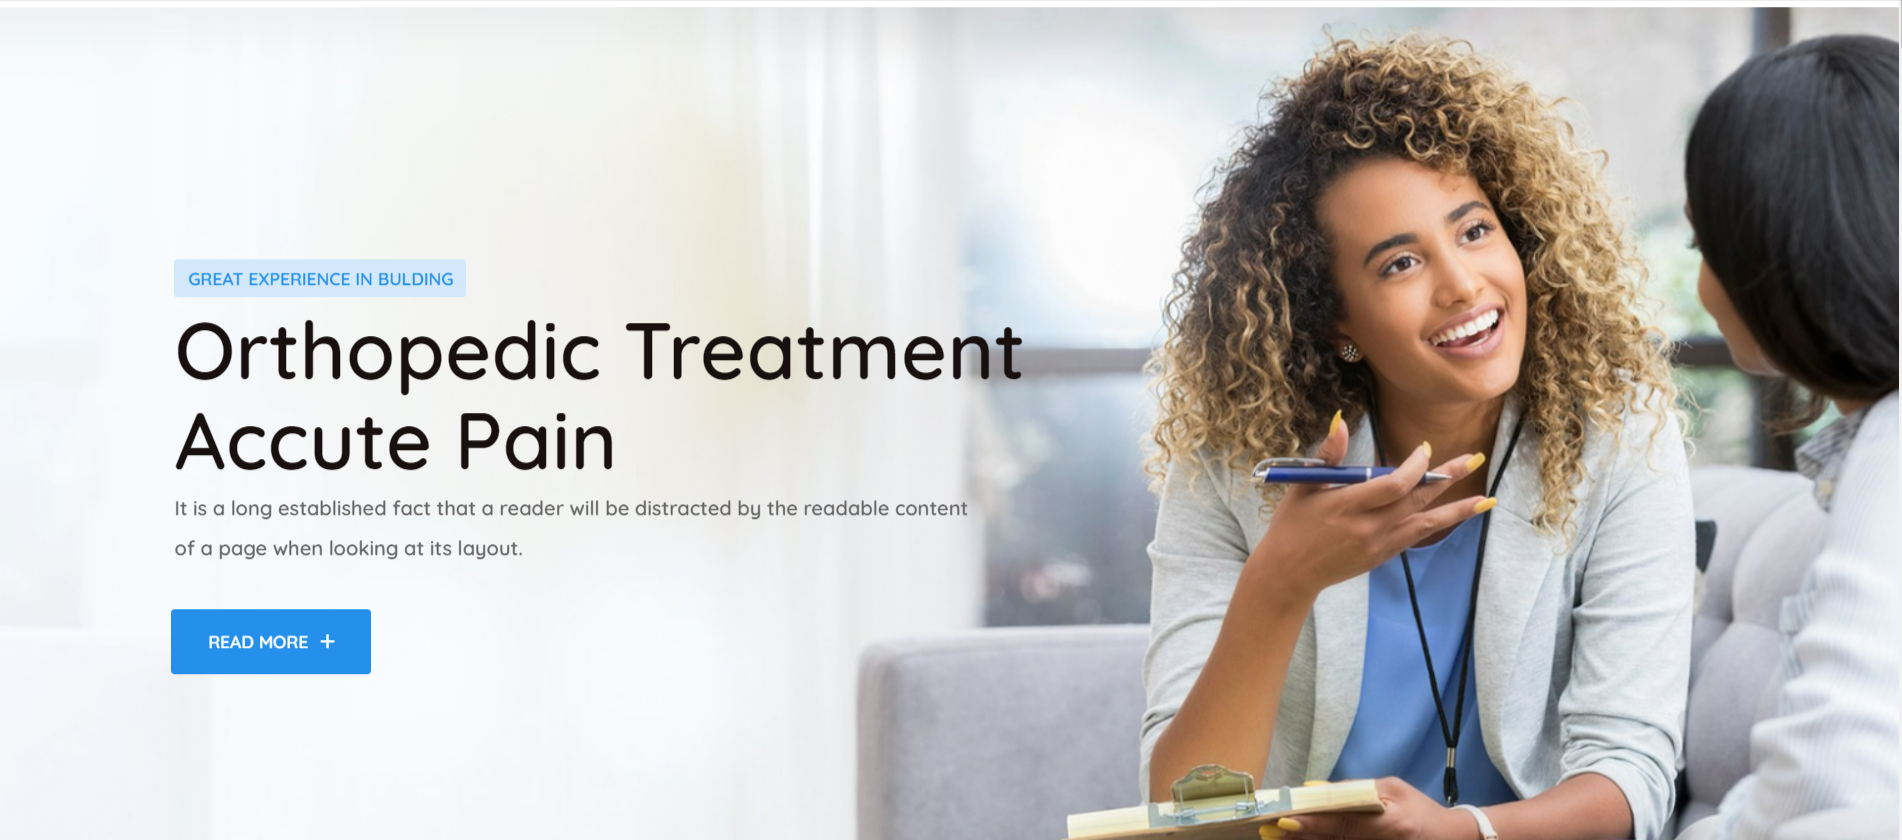 GREAT EXPERIENCE IN BULDING
Orthopedic Treatment
Accute Pain
It is a long established fact that a reader will be distracted by the readable content
of a page when looking at its layout.
READ MORE +